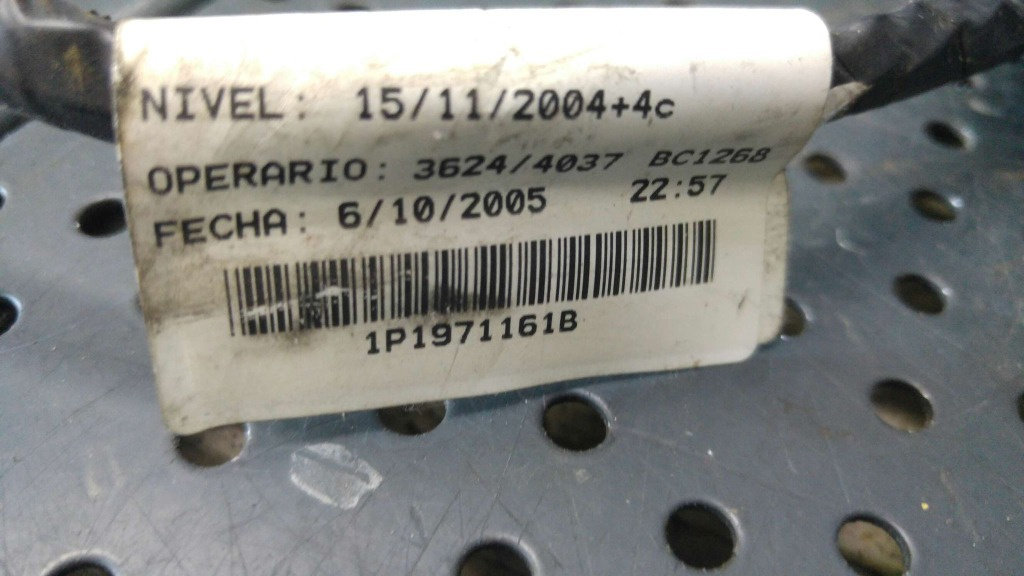 NIVEL: 15/11/2004+4c
OPERARIO: 3624/4037 BC1268
FECHA: 6/10/2005 22:57
1P1971161B